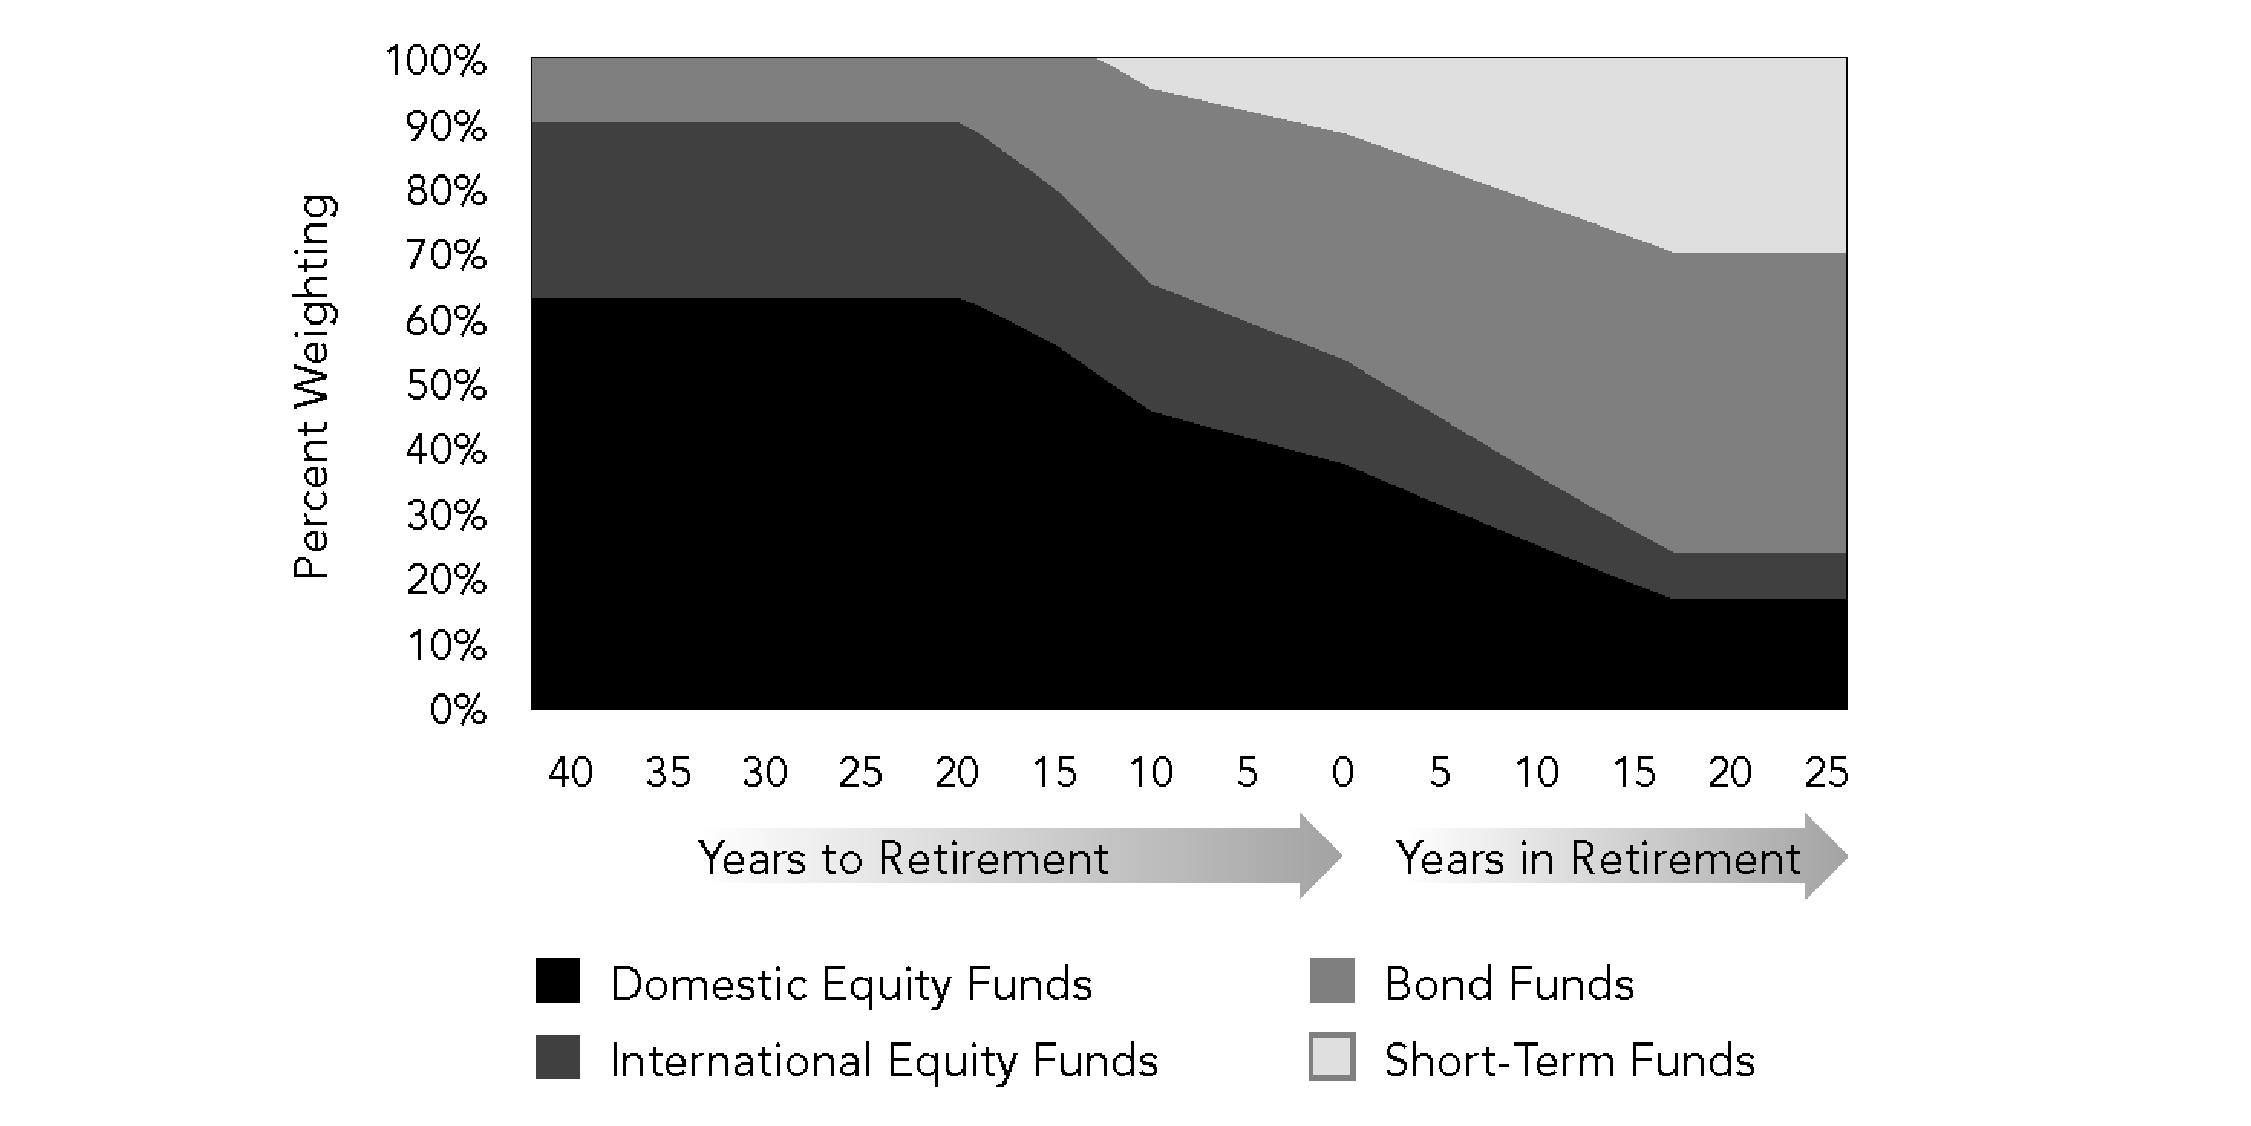 100%
90%
80%
70%
60%
50%
40%
30%
20%
10%
0%
Percent Weighting
40 35 30 25 20 15 10 5 0 5 10 15 20 25
Years to Retirement Years in Retirement
Domestic Equity Funds Bond Funds
International Equity Funds Short-Term Funds